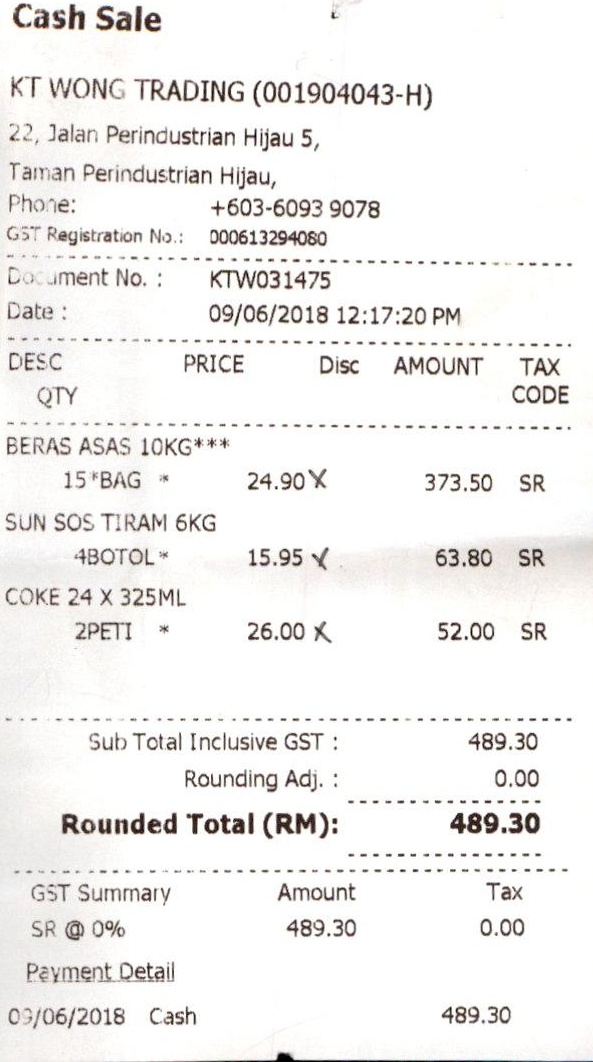 Cash Sale
KT WONG TRADING (001904043-H)
22, Jalan Perindustrian Hijau 5,
Taman Perindustrian Hijau,
Phone: +603-6093 9078
GST Registration No.: 000613294080
Document No. : KTW031475
Date : 09/06/2018 12:17:20 PM
DESC PRICE Disc AMOUNT TAX
QTY CODE
BERAS ASAS 10KG***
15*BAG * 24.90 373.50 SR
SUN SOS TIRAM 6KG
4BOTOL * 15.95 63.80 SR
COKE 24 X 325ML
2PETI * 26.00 52.00 SR
Sub Total Inclusive GST : 489.30
Rounding Adj. : 0.00
Rounded Total (RM): 489.30
GST Summary Amount Tax
SR @ 0% 489.30 0.00
Payment Detail
09/06/2018 Cash 489.30